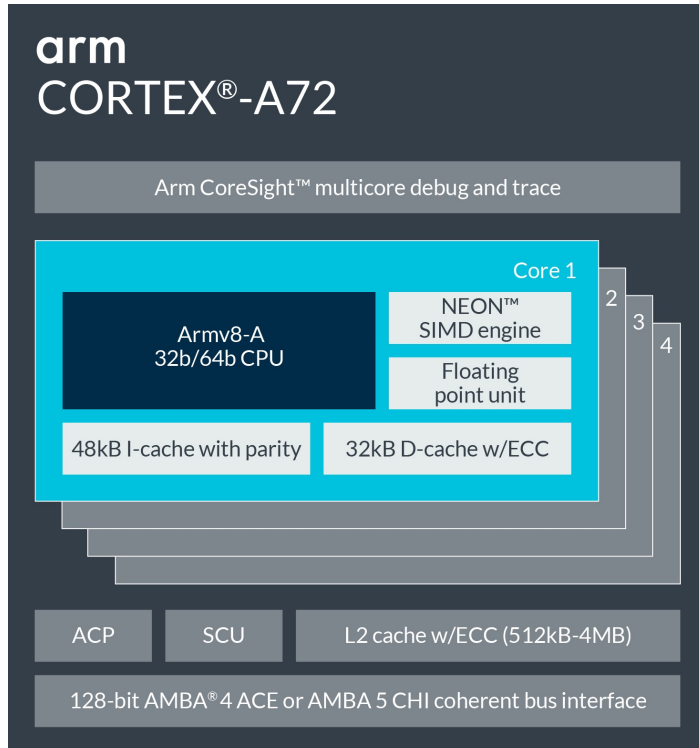 arm
CORTEX®-A72
Arm CoreSight™ multicore debug and trace
Core 1
2
3
4
Armv8-A
32b/64b CPU
NEON™
SIMD engine
Floating
point unit
48kB I-cache with parity
32kB D-cache w/ECC
ACP
SCU
L2 cache w/ECC (512kB-4MB)
128-bit AMBA® 4 ACE or AMBA 5 CHI coherent bus interface